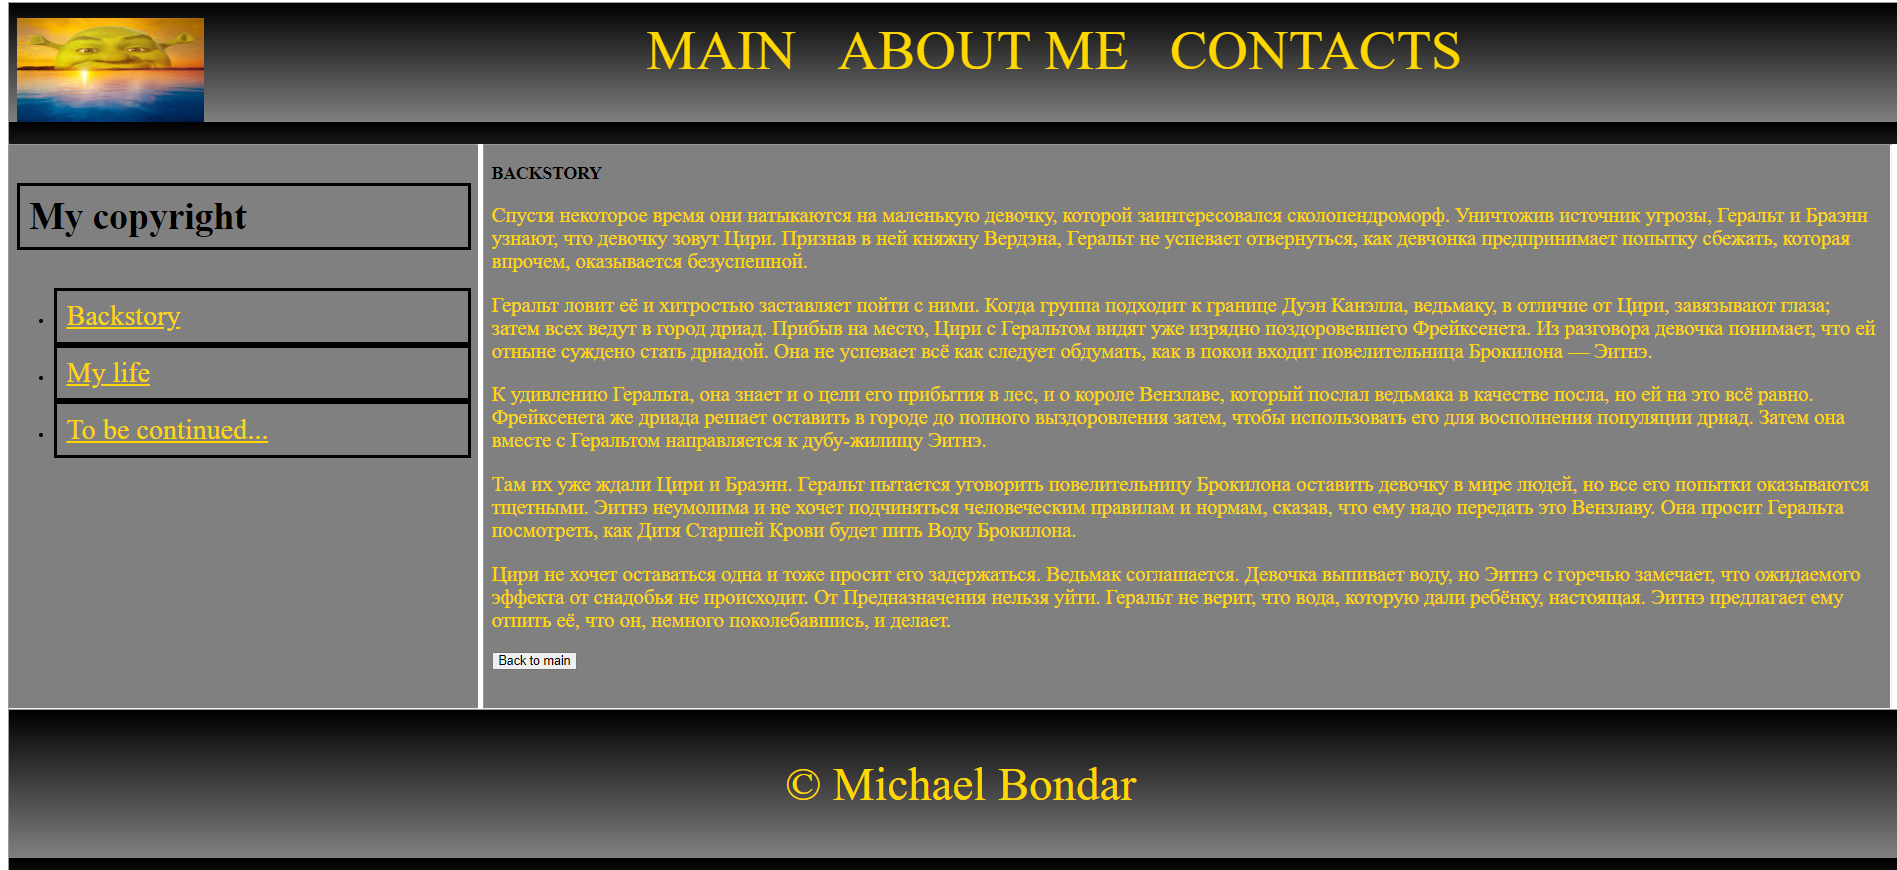 MAIN ABOUT ME CONTACTS
My copyright
Backstory
My life
To be continued...
BACKSTORY
Спустя некоторое время они натыкаются на маленькую девочку, которой заинтересовался сколопендроморф. Уничтожив источник угрозы, Геральт и Браэнн
узнают, что девочку зовут Цири. Признав в ней княжну Вердэна, Геральт не успевает отвернуться, как девчонка предпринимает попытку сбежать, которая
впрочем, оказывается безуспешной.
Геральт ловит её и хитростью заставляет пойти с ними. Когда группа подходит к границе Дуэн Канэлла, ведьмаку, в отличие от Цири, завязывают глаза;
затем всех ведут в город дриад. Прибыв на место, Цири с Геральтом видят уже изрядно поздоровевшего Фрейксенета. Из разговора девочка понимает, что ей
отныне суждено стать дриадой. Она не успевает всё как следует обдумать, как в покои входит повелительница Брокилона — Эитнэ.
К удивлению Геральта, она знает и о цели его прибытия в лес, и о короле Вензлаве, который послал ведьмака в качестве посла, но ей на это всё равно.
Фрейксенета же дриада решает оставить в городе до полного выздоровления затем, чтобы использовать его для восполнения популяции дриад. Затем она
вместе с Геральтом направляется к дубу-жилищу Эитнэ.
Там их уже ждали Цири и Браэнн. Геральт пытается уговорить повелительницу Брокилона оставить девочку в мире людей, но все его попытки оказываются
тщетными. Эитнэ неумолима и не хочет подчиняться человеческим правилам и нормам, сказав, что ему надо передать это Вензлаву. Она просит Геральта
посмотреть, как Дитя Старшей Крови будет пить Воду Брокилона.
Цири не хочет оставаться одна и тоже просит его задержаться. Ведьмак соглашается. Девочка выпивает воду, но Эитнэ с горечью замечает, что ожидаемого
эффекта от снадобья не происходит. От Предназначения нельзя уйти. Геральт не верит, что вода, которую дали ребёнку, настоящая. Эитнэ предлагает ему
отпить её, что он, немного поколебавшись, и делает.
Back to main
© Michael Bondar